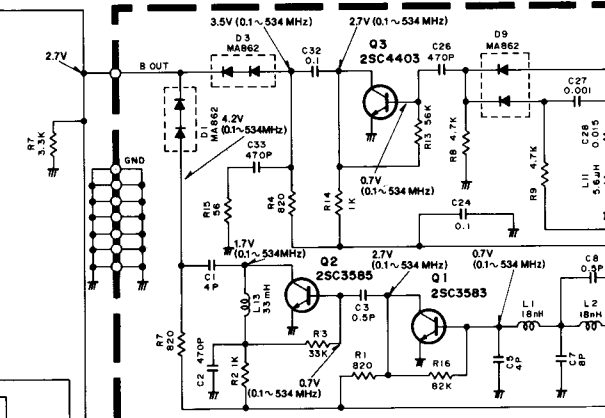 3.5V (0.1～534 MHz)
2.7V (0.1～534 MHz)
D3
MA862
C32
0.1
Q3
2SC4403
C26
470P
D9
MA862
2.7V
B OUT
C27
0.001
D1
MA862
4.2V
(0.1～534MHz)
R7
3.3K
C33
470P
R13 56K
R8 4.7K
4.7K
R9
C28
0.015
L11
5.6μH
GND
R15
56
R4
820
R14
1K
0.7V
(0.1～534 MHz)
C24
0.1
1.7V
(0.1～534 MHz)
2.7V
(0.1～534 MHz)
0.7V
(0.1～534 MHz)
C8
0.5P
Q2
2SC3585
Q1
2SC3583
C1
4P
L13
33mH
C3
0.5P
L1
18nH
L2
18nH
R7
820
C2 470P
R2 1K
R3
33K
R1
820
R16
82K
C5
4P
C7
8P
0.7V
(0.1～534 MHz)